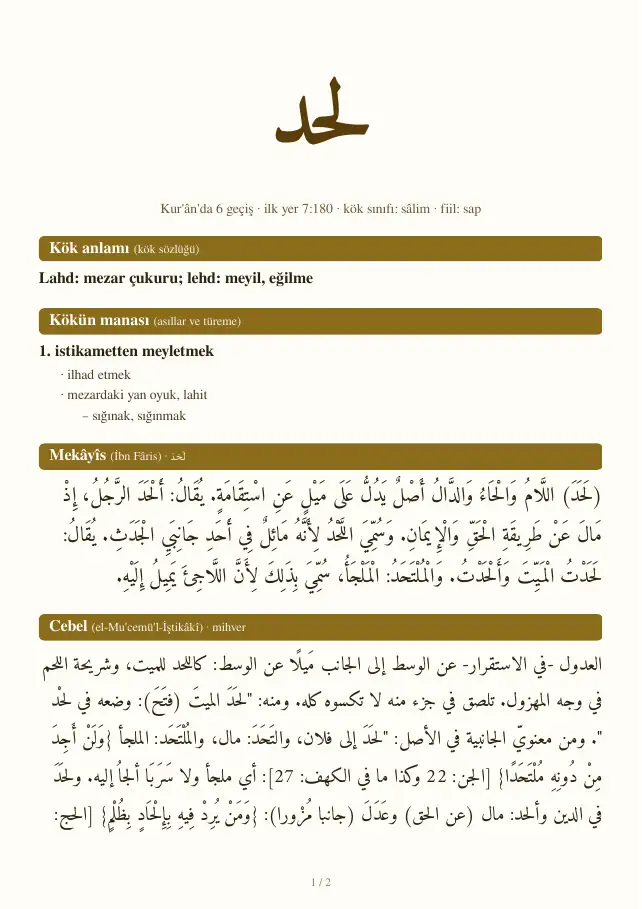 لحد
Kur'ân'da 6 geçiş · ilk yer 7:180 · kök sınıfı: sâlim · fiil: sap
Kök anlamı (kök sözlüğü)
Lahd: mezar çukuru; lehd: meyil, eğilme
Kökün manası (asıllar ve türeme)
1. istikametten meyletmek
· ilhad etmek
· mezardaki yan oyuk, lahit
– sığınak, sığınmak
Mekâyîs (İbn Fâris) · لَحَدَ
(لَحَدَ) اللَّامُ وَالْحَاءُ وَالدَّالُ أَصْلٌ يَدُلُّ عَلَى مَيْلٍ عَنِ اسْتِقَامَةٍ. يُقَالُ: أَلْحَدَ الرَّجُلُ، إِذْ
مَالَ عَنْ طَرِيقَةِ الْحَقِّ وَالْإِيمَانِ. وَسُمِّيَ اللَّحْدُ لِأَنَّهُ مَائِلٌ فِي أَحَدِ جَانِبَيِ الْجَدَثِ. يُقَالُ:
لَحَدْتُ الْمَيِّتَ وَأَلْحَدْتُ. وَالْمُلْتَحَدُ: الْمَلْجَأُ، سُمِّيَ بِذَلِكَ لِأَنَّ اللَّاجِئَ يَمِيلُ إِلَيْهِ.
Cebel (el-Mu'cemü'l-İştikâkî) · mihver
العدول -في الاستقرار- عن الوسط إلى الجانب مَيلًا عن الوسط: كاللحد للميت، وشريحة اللحم
في وجه المهزول. تلصق في جزء منه لا تكسوه كله. ومنه: "لحَدَ الميتَ (فتَحَ): وضعه في لحْد
". ومن معنويّ الجانبية في الأصل: "لحَدَ إلى فلان، والتَحَدَ: مال، والمُلْتَحَد: الملجأ {وَلَنْ أَجِدَ
مِنْ دُونِهِ مُلْتَحَدًا} [الجن: 22 وكذا ما في الكهف: 27]: أي ملجأ ولا سَرَبَا ألجأُ إليه. ولحَدَ
في الدين وألحد: مال (عن الحق) وعَدَلَ (جانبا مُزْورا): {وَمَنْ يُرِدْ فِيهِ بِإِلْحَادٍ بِظُلْمٍ} [الحج:
1 / 2